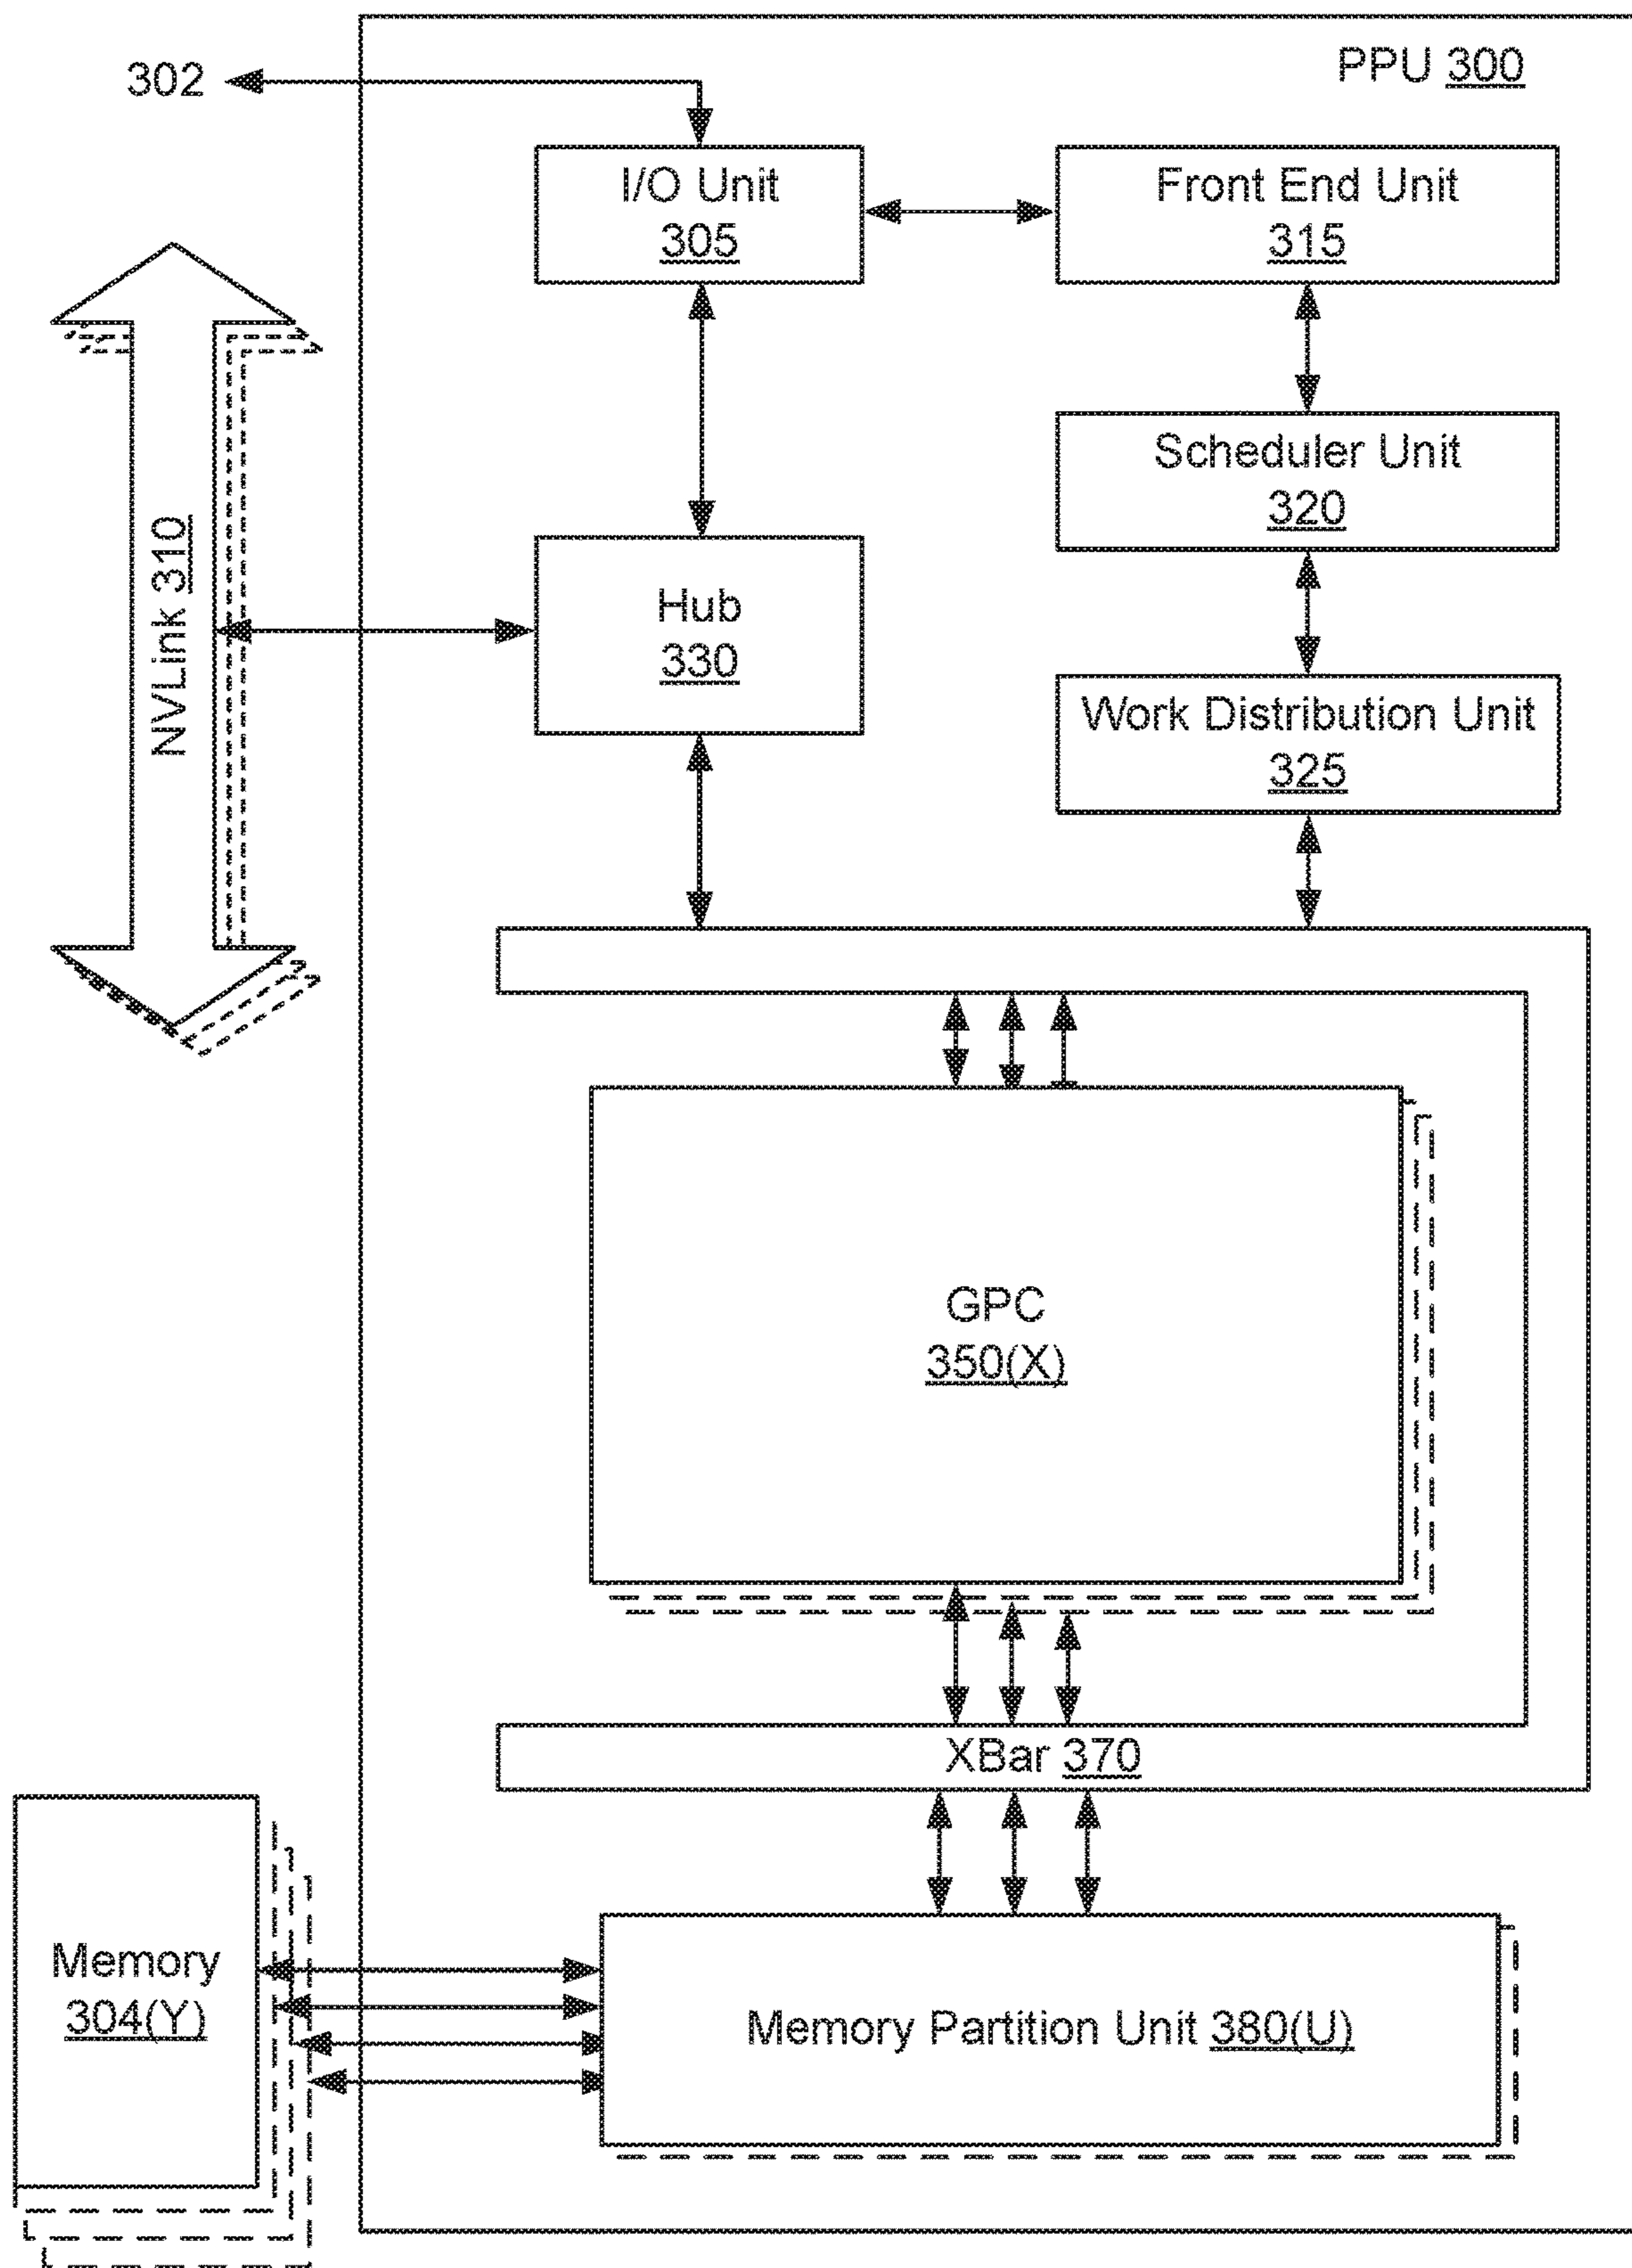 PPU 300
302
I/O Unit
305
Front End Unit
315
Scheduler Unit
320
NVLink 310
Hub
330
Work Distribution Unit
325
GPC
350(X)
XBar 370
Memory
304(Y)
Memory Partition Unit 380(U)